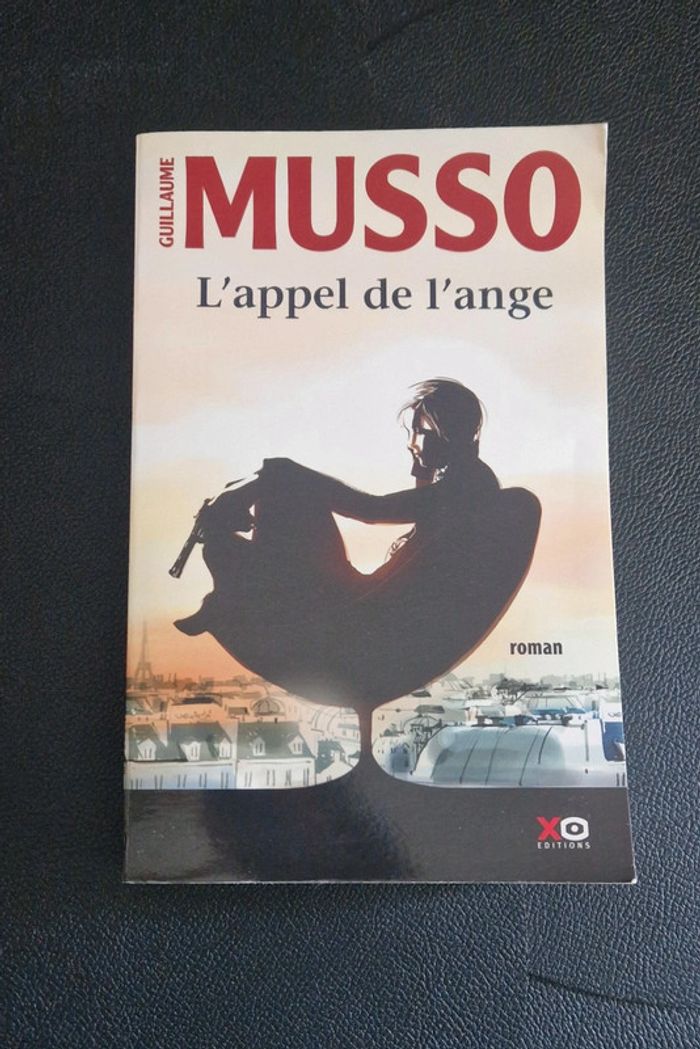 GUILLAUME
MUSSO
L'appel de l'ange
roman
XO
EDITIONS